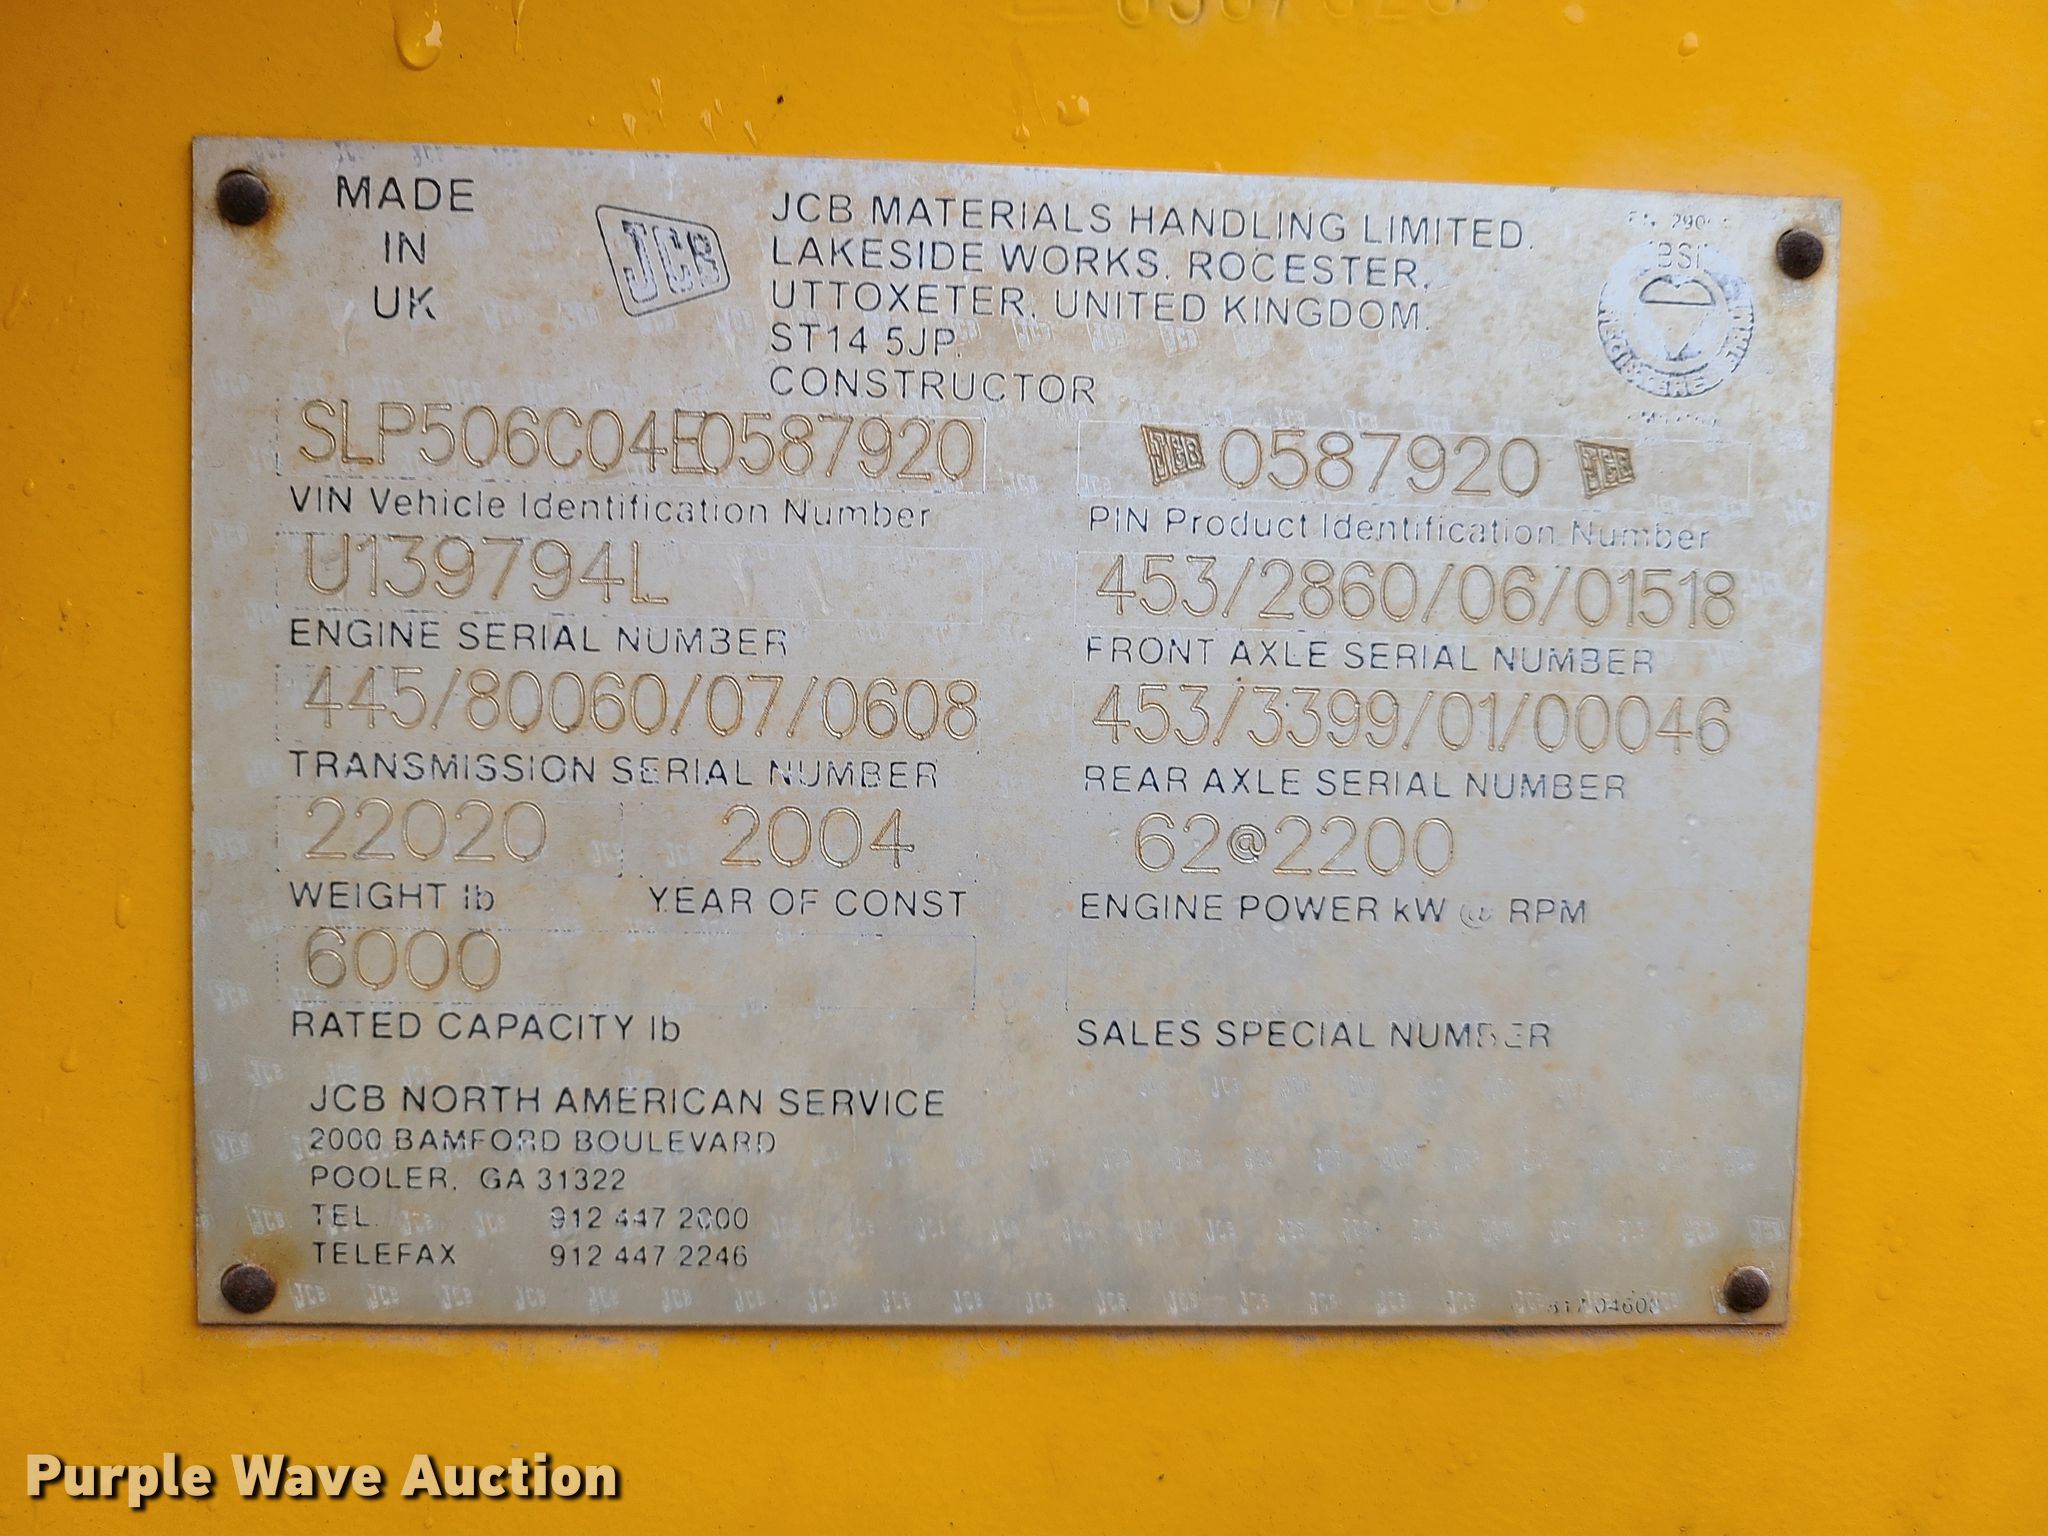 MADE
IN
UK
JCB
JCB MATERIALS HANDLING LIMITED.
LAKESIDE WORKS, ROCESTER,
UTTOXETER, UNITED KINGDOM.
ST14 5JP.
CONSTRUCTOR
BSI
SLP506C04E0587920
VIN Vehicle Identification Number
JCB 0587920 JCB
PIN Product Identification Number
U139794L
ENGINE SERIAL NUMBER
453/2860/06/01518
FRONT AXLE SERIAL NUMBER
445/80060/07/0608
TRANSMISSION SERIAL NUMBER
453/3399/01/00046
REAR AXLE SERIAL NUMBER
22020
WEIGHT lb
2004
YEAR OF CONST
62@2200
ENGINE POWER kW @ RPM
6000
RATED CAPACITY lb
SALES SPECIAL NUMBER
JCB NORTH AMERICAN SERVICE
2000 BAMFORD BOULEVARD
POOLER, GA 31322
TEL. 912 447 2000
TELEFAX 912 447 2246
Purple Wave Auction